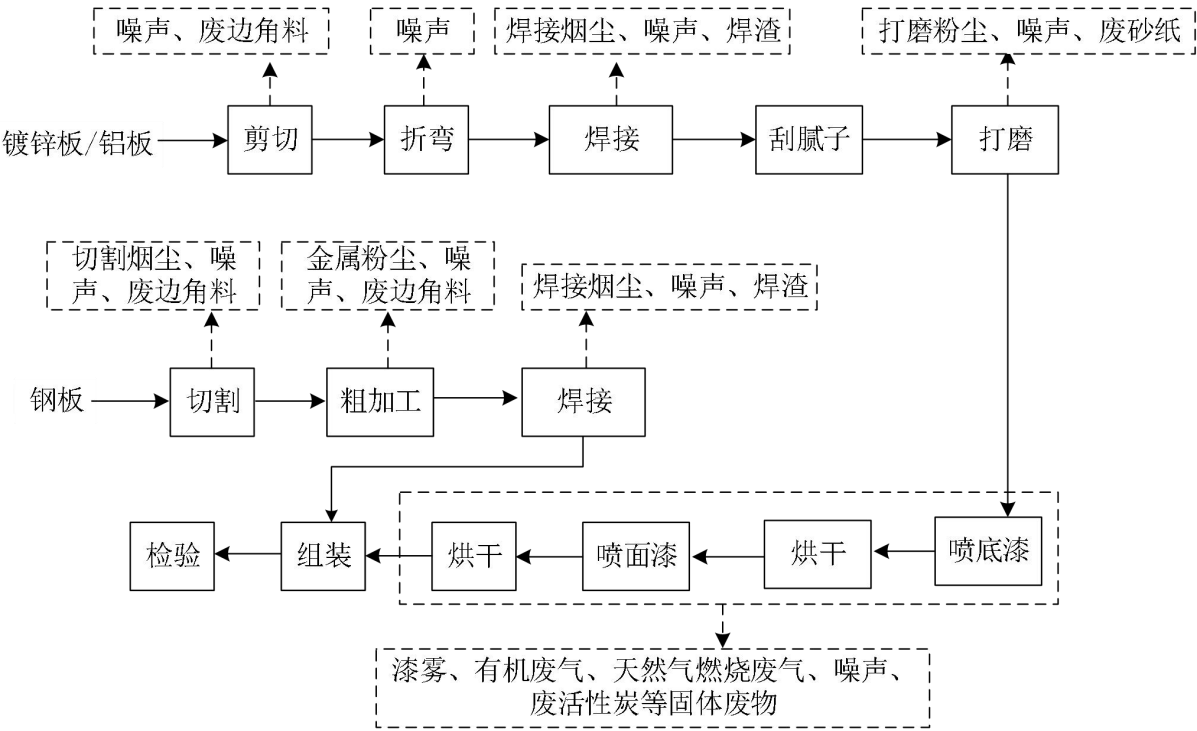 噪声、废边角料
噪声
焊接烟尘、噪声、焊渣
打磨粉尘、噪声、废砂纸
镀锌板/铝板
剪切
折弯
焊接
刮腻子
打磨
切割烟尘、噪
声、废边角料
金属粉尘、噪
声、废边角料
焊接烟尘、噪声、焊渣
钢板
切割
粗加工
焊接
检验
组装
烘干
喷面漆
烘干
喷底漆
漆雾、有机废气、天然气燃烧废气、噪声、
废活性炭等固体废物